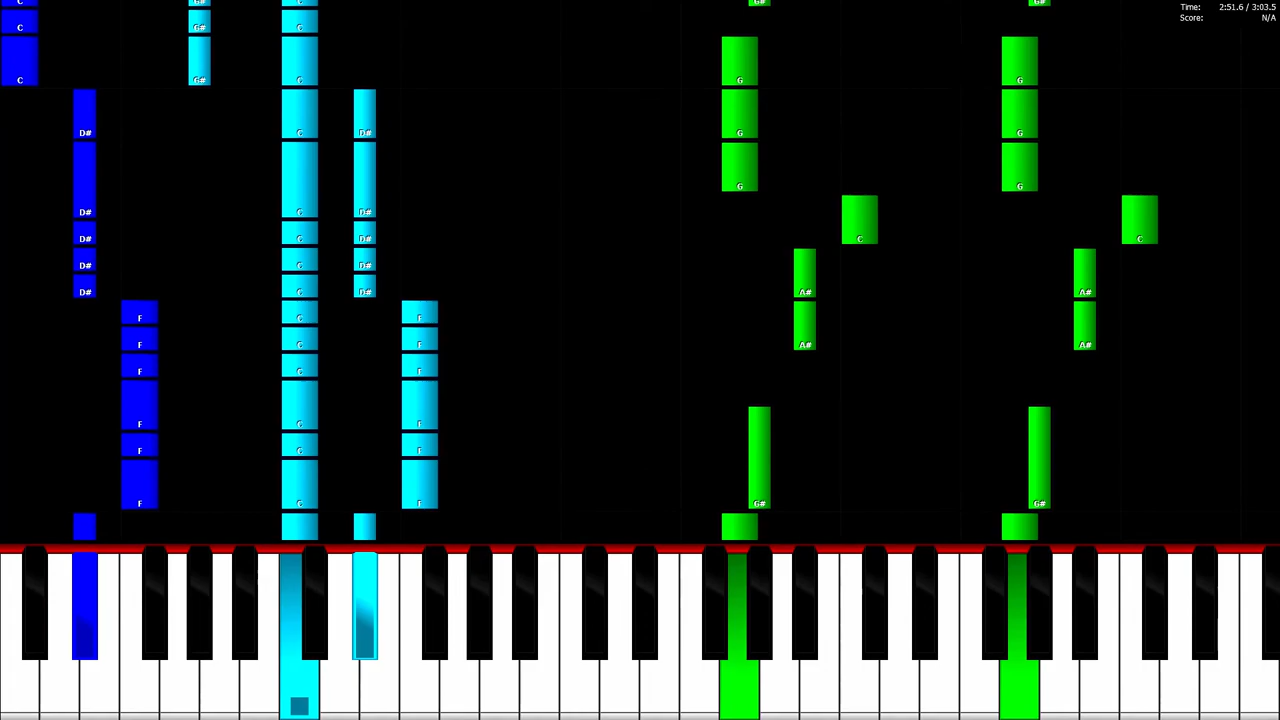 C G# C G# G#
Time: 2:51.6 / 3:03.5
C G# C
Score: N/A
C G# C G G
D# C D# G G
G G
D# C D#
D# C D# C C
D# C D#
D# C D# A# A#
F C F
F C F A# A#
F C F
F C F
F C F
F C F G# G#